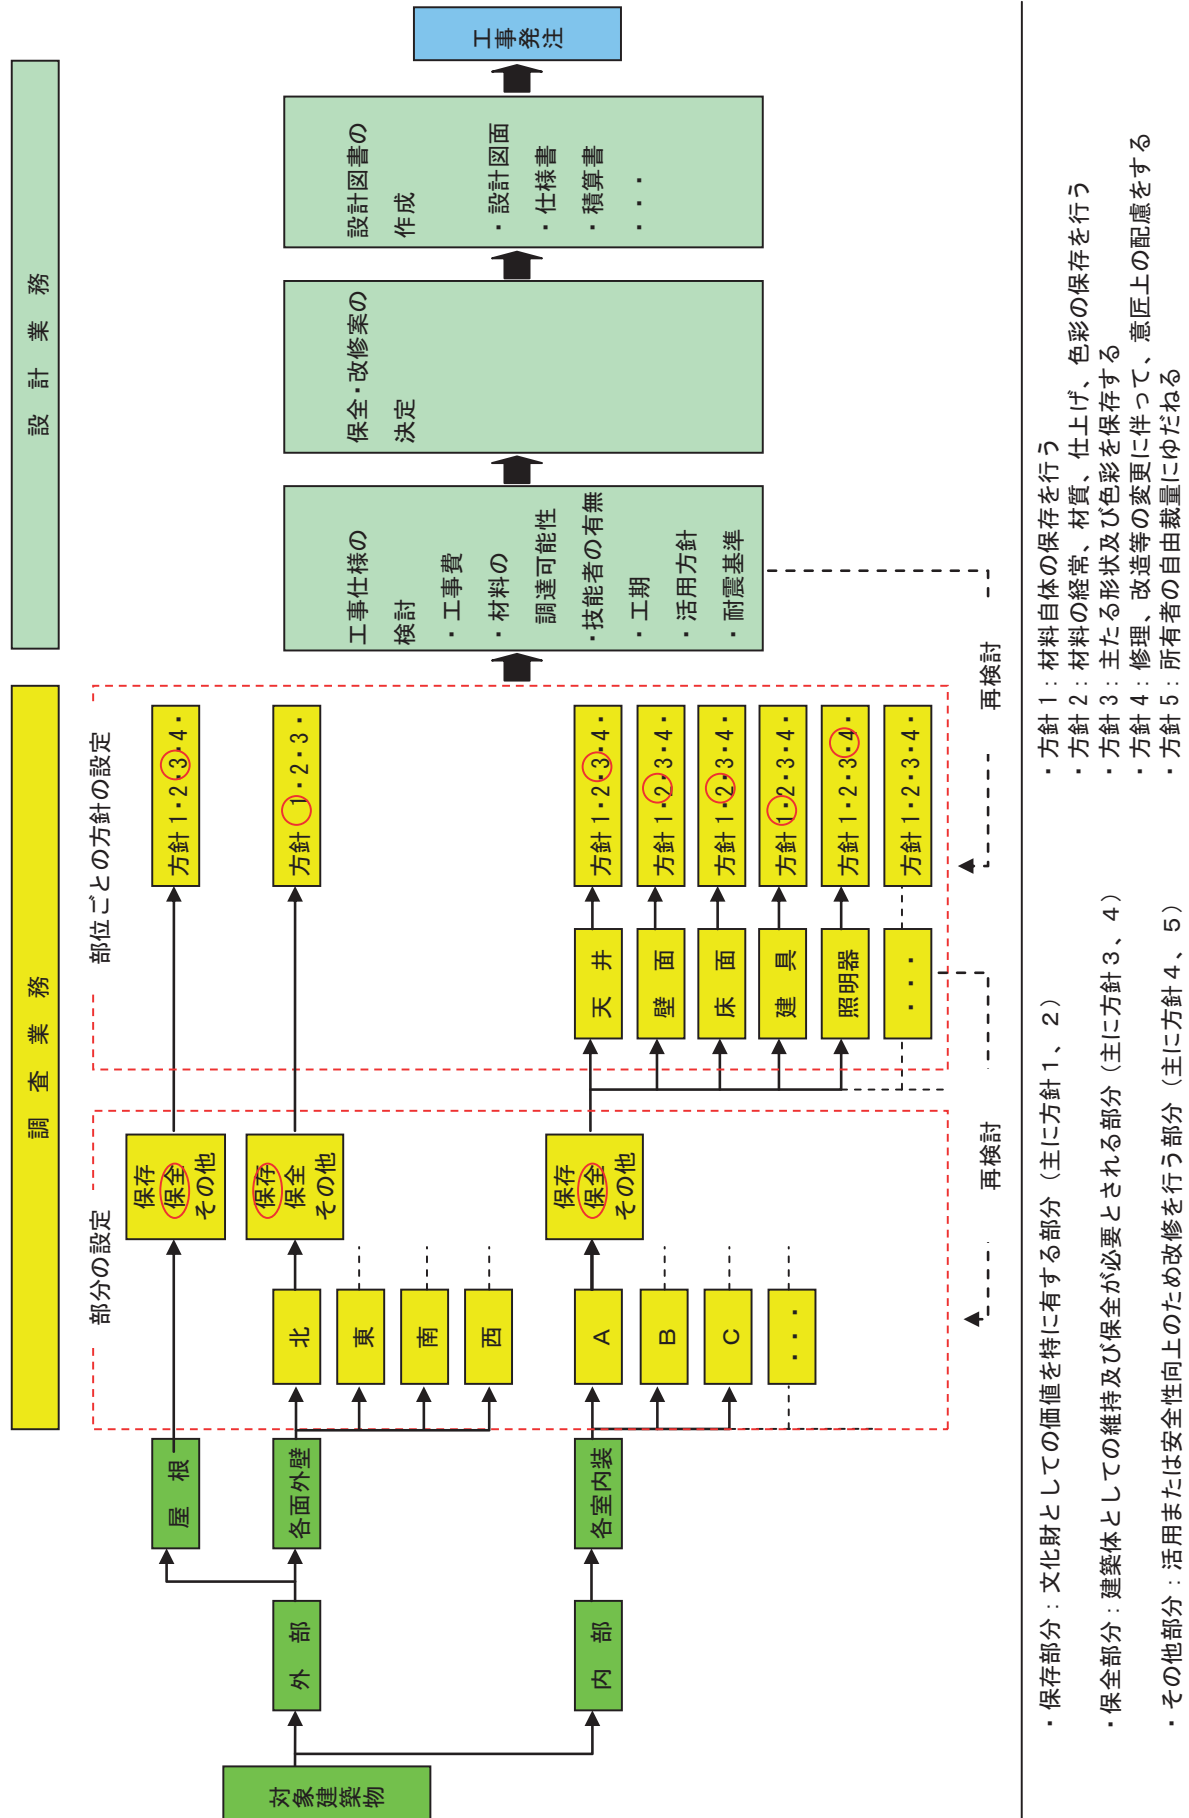 調 査 業 務
設 計 業 務
部分の設定
部位ごとの方針の設定
対象建築物
外 部
内 部
屋 根
各面外壁
各室内装
保存
保全
その他
方針1・2・3・4・
北
東
南
西
保存
保全
その他
方針 1・2・3・
A
B
C
・・・
保存
保全
その他
天 井
壁 面
床 面
建 具
照明器
・・・
方針1・2・3・4・
方針1・2・3・4・
方針1・2・3・4・
方針1・2・3・4・
方針1・2・3・4・
方針1・2・3・4・
再検討
再検討
工事仕様の
検討
・工事費
・材料の
調達可能性
・技能者の有無
・工期
・活用方針
・耐震基準
保全・改修案の
決定
設計図書の
作成
・設計図面
・仕様書
・積算書
・・・
工事発注
・保存部分：文化財としての価値を特に有する部分（主に方針１、２）
・保全部分：建築体としての維持及び保全が必要とされる部分（主に方針３、４）
・その他部分：活用または安全性向上のため改修を行う部分（主に方針４、５）
・方針1：材料自体の保存を行う
・方針2：材料の経常、材質、仕上げ、色彩の保存を行う
・方針3：主たる形状及び色彩を保存する
・方針4：修理、改造等の変更に伴って、意匠上の配慮をする
・方針5：所有者の自由裁量にゆだねる